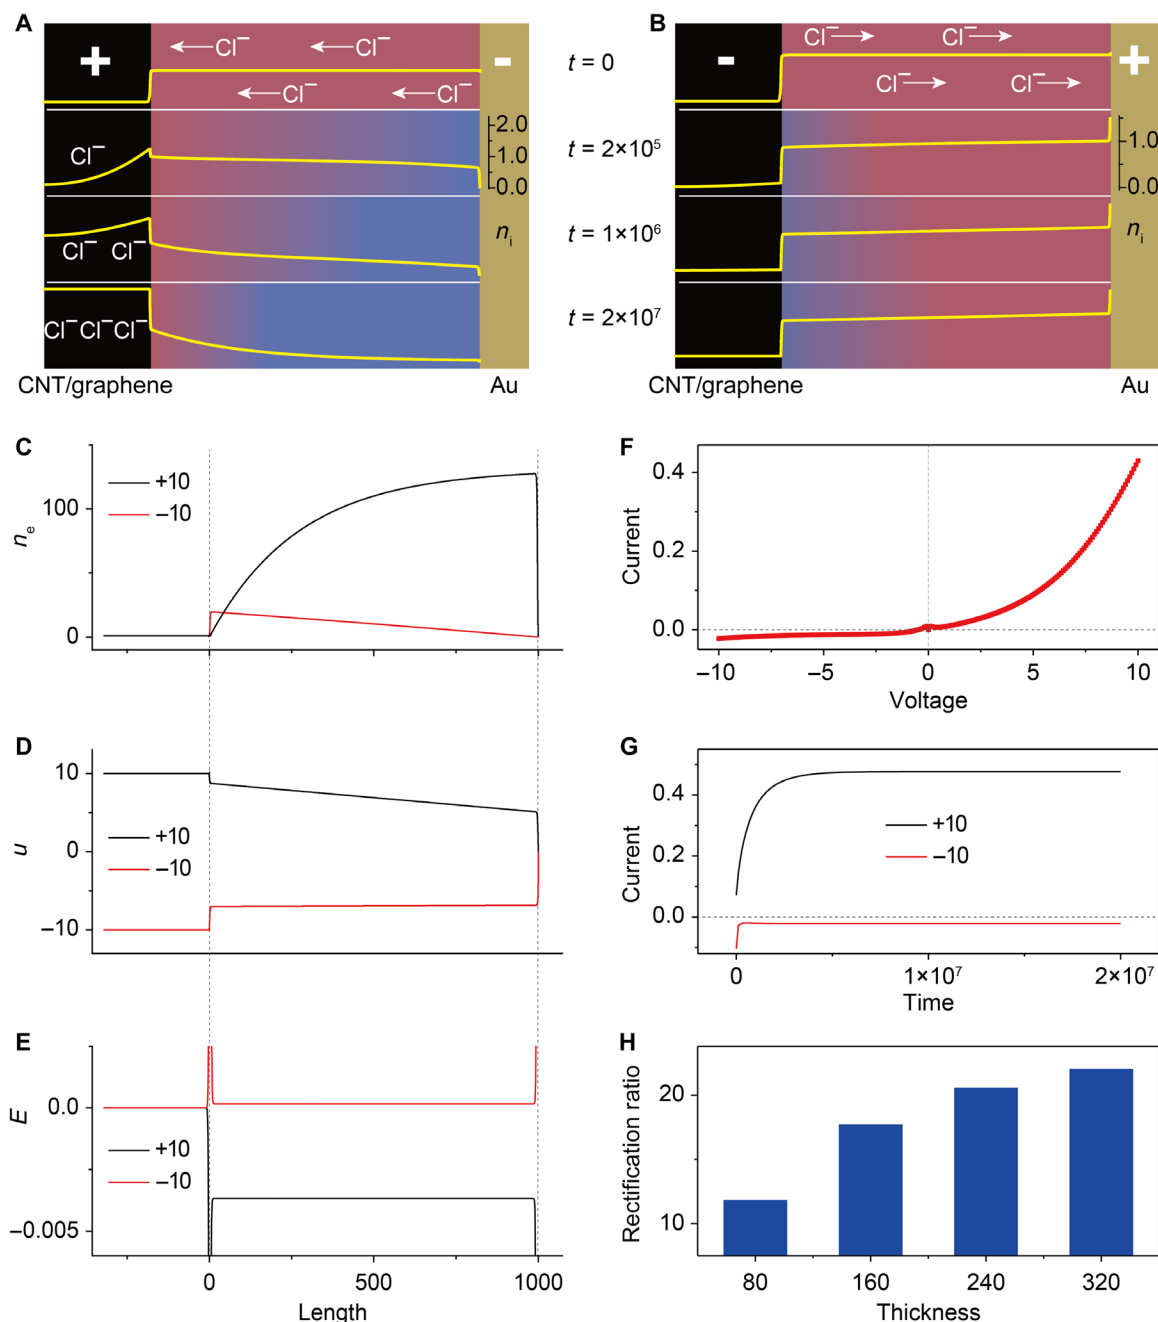 A
B
+
Cl⁻
Cl⁻
Cl⁻
Cl⁻
-
t = 0
-
Cl⁻
Cl⁻
Cl⁻
Cl⁻
+
Cl⁻
2.0
1.0
0.0
t = 2×10⁵
1.0
0.0
Cl⁻ Cl⁻
nᵢ
t = 1×10⁶
nᵢ
Cl⁻Cl⁻Cl⁻
t = 2×10⁷
CNT/graphene
Au
CNT/graphene
Au
C
+10
–10
100
0
nₑ
D
10
0
–10
+10
–10
u
E
0.0
–0.005
+10
–10
E
0
500
1000
Length
F
0.4
0.2
0.0
Current
–10
–5
0
5
10
Voltage
G
0.4
0.2
0.0
Current
+10
–10
0
1×10⁷
2×10⁷
Time
H
20
10
Rectification ratio
80
160
240
320
Thickness